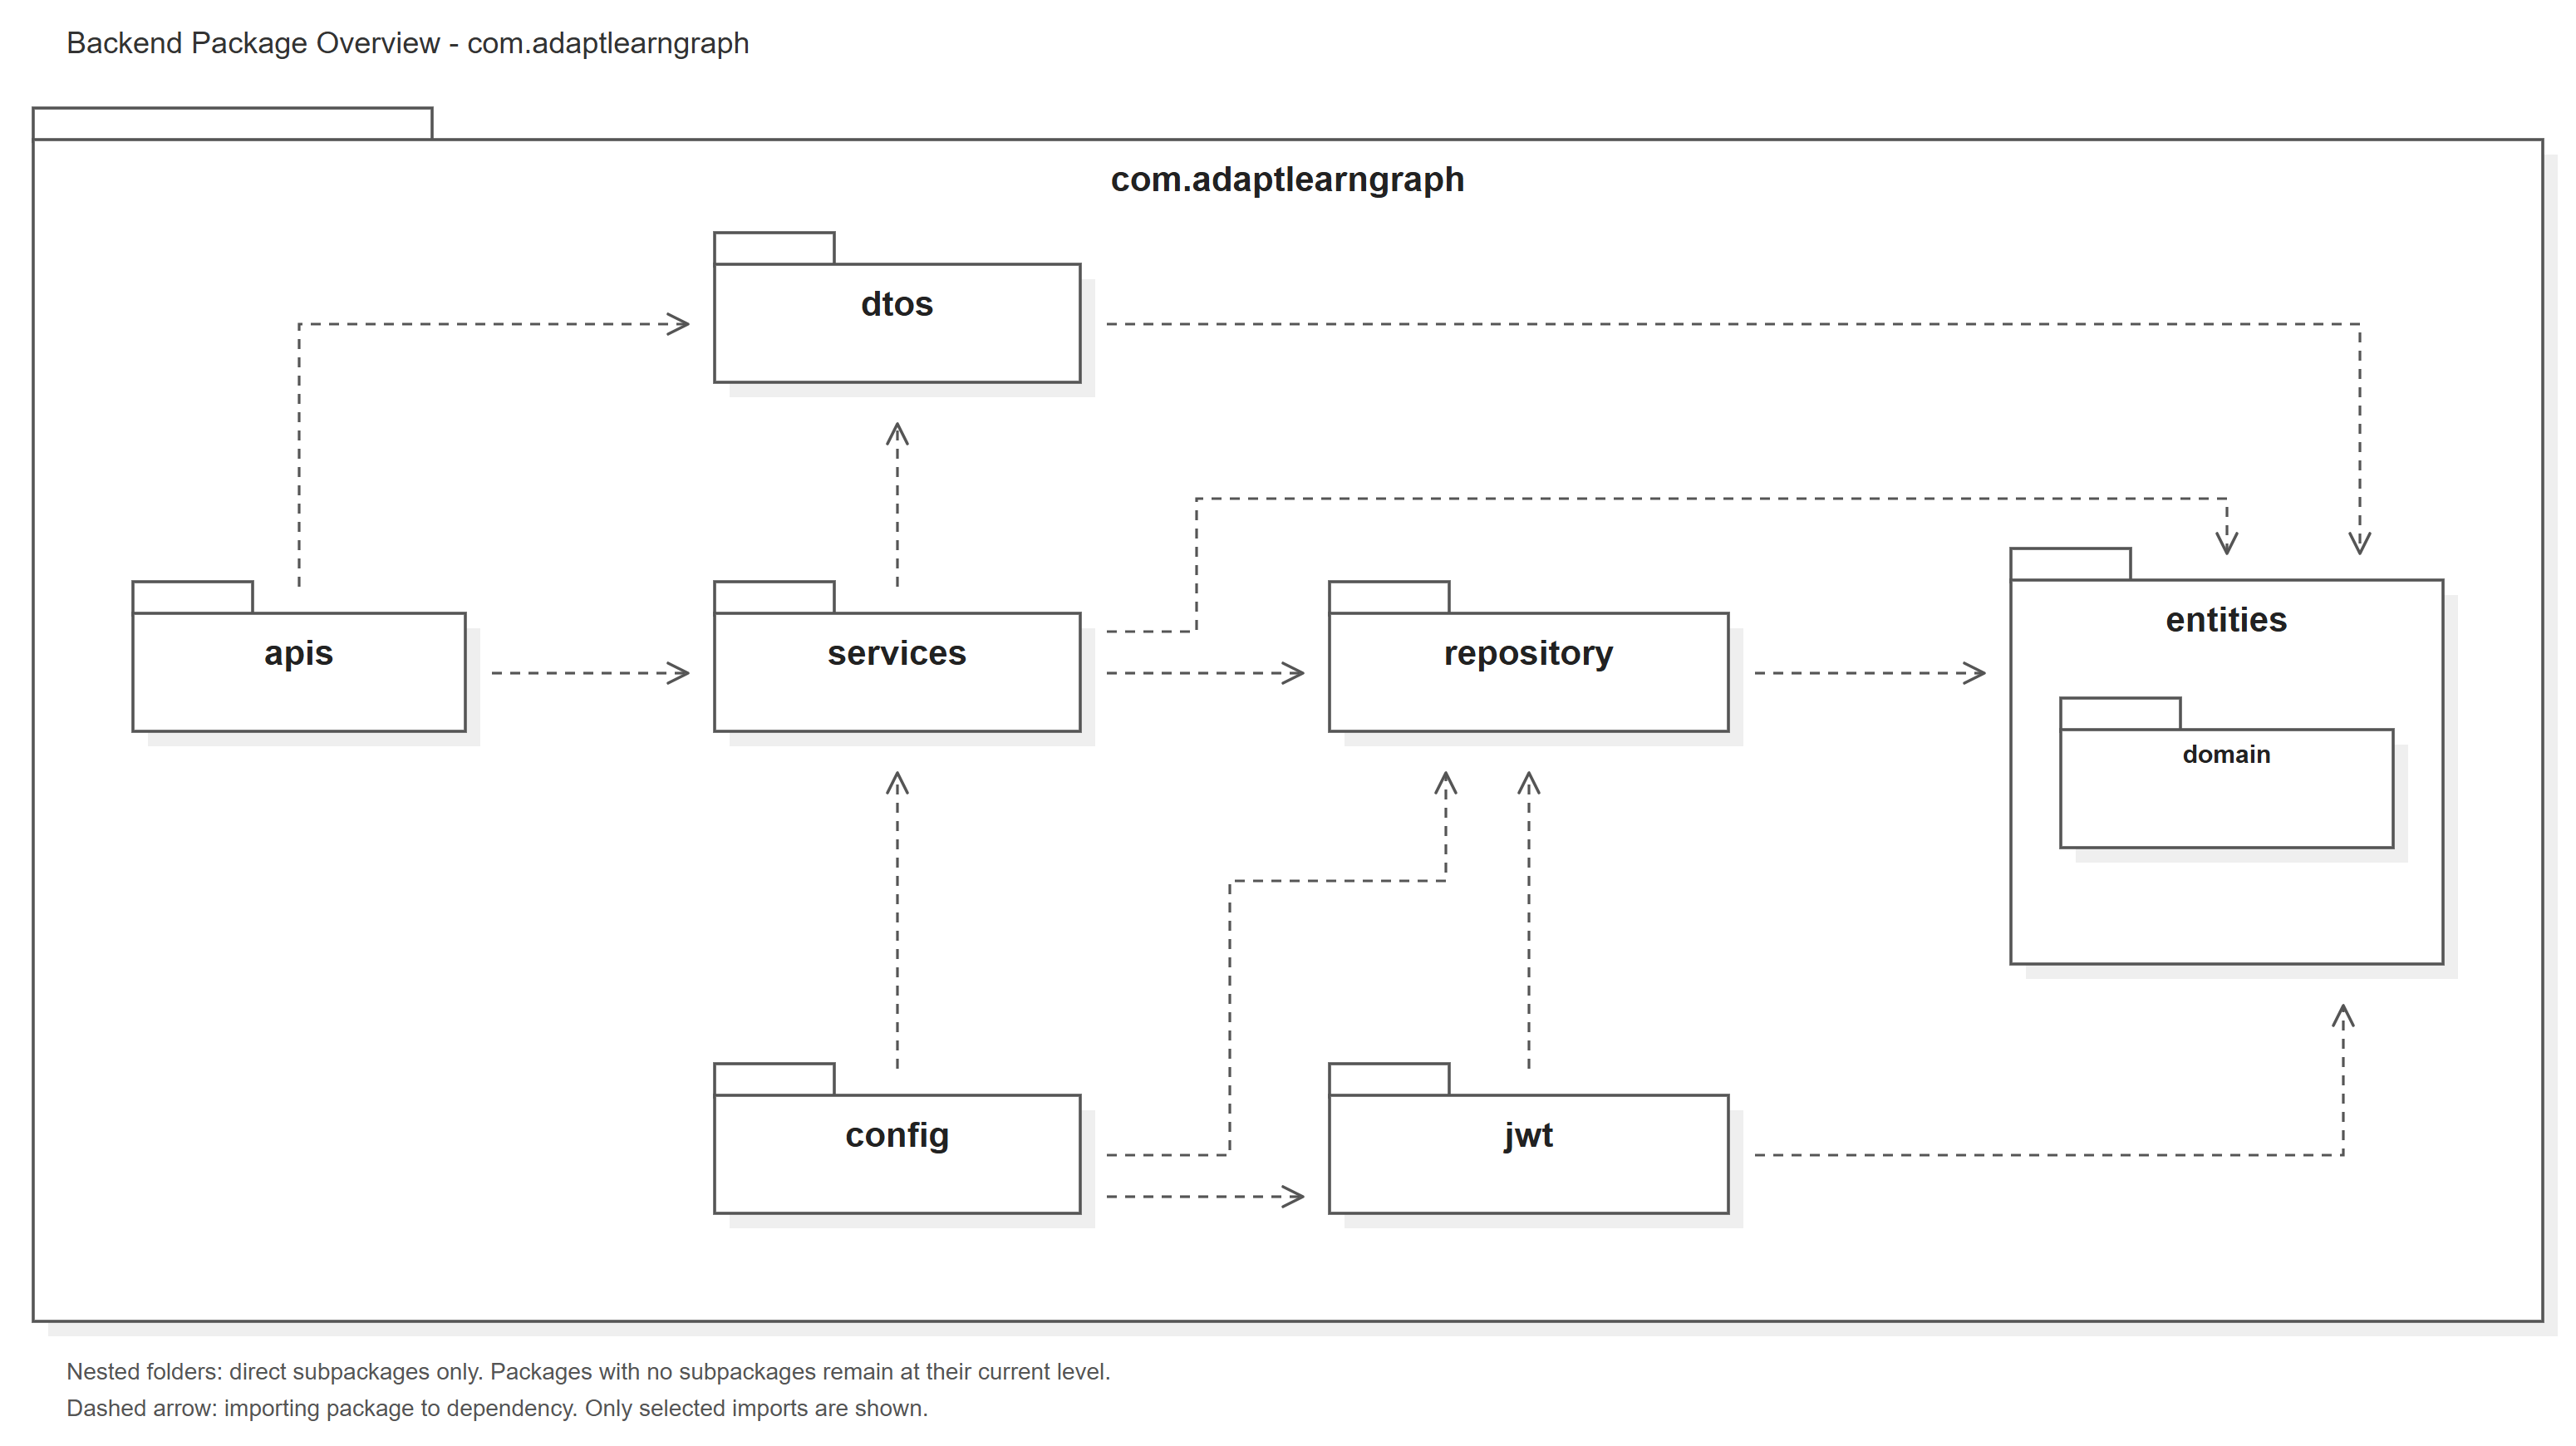 Backend Package Overview - com.adaptlearngraph
com.adaptlearngraph
dtos
apis
services
repository
entities
domain
config
jwt
Nested folders: direct subpackages only. Packages with no subpackages remain at their current level.
Dashed arrow: importing package to dependency. Only selected imports are shown.